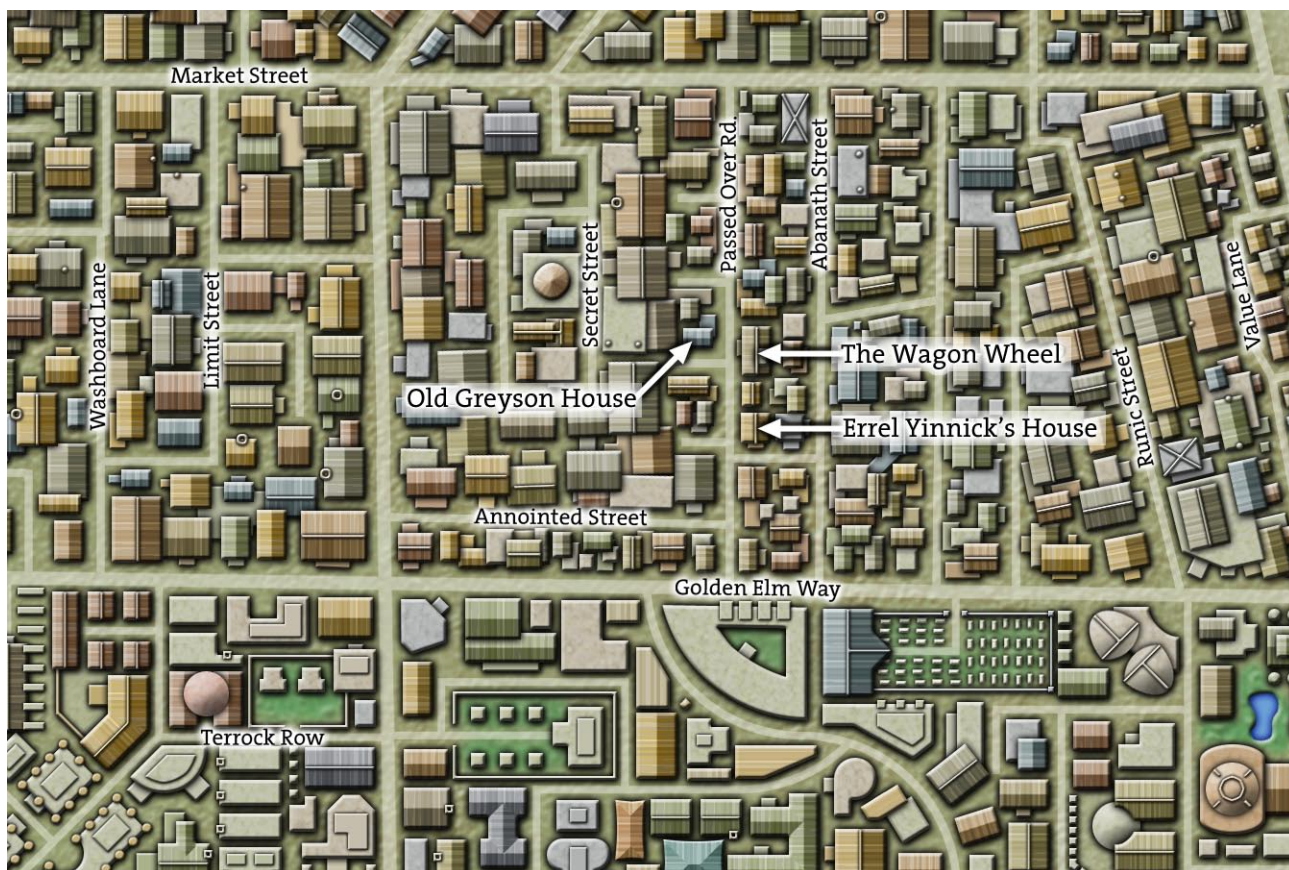 Market Street
Passed Over Rd.
Abanath Street
Secret Street
Washboard Lane
Limit Street
Value Lane
Runic Street
The Wagon Wheel
Old Greyson House
Errel Yinnick's House
Annointed Street
Golden Elm Way
Terrock Row